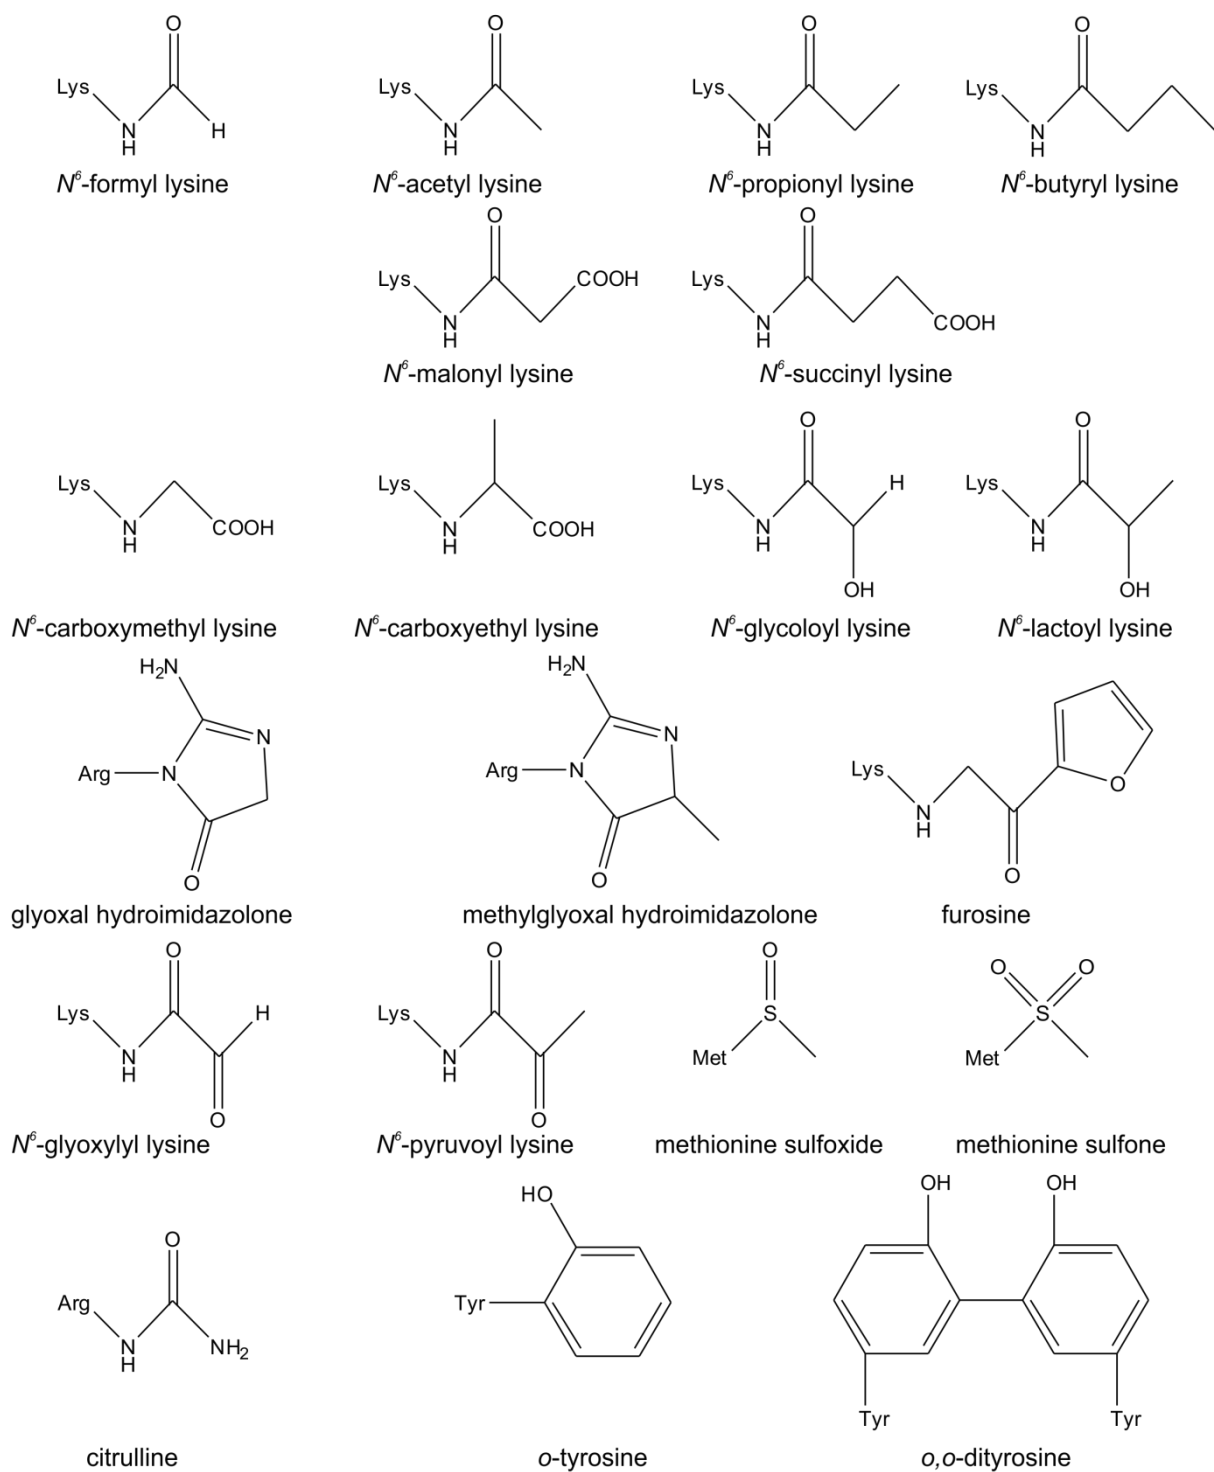 O O O O
Lys Lys Lys Lys
N H H N H N H N H
N⁶-formyl lysine N⁶-acetyl lysine N⁶-propionyl lysine N⁶-butyryl lysine
O O
Lys COOH Lys
N H N H COOH
N⁶-malonyl lysine N⁶-succinyl lysine
O O
Lys Lys Lys H Lys
N H COOH N H COOH N H N H
OH OH
N⁶-carboxymethyl lysine N⁶-carboxyethyl lysine N⁶-glycoloyl lysine N⁶-lactoyl lysine
H₂N H₂N
N N
Arg N Arg N Lys O
N H
O O O
glyoxal hydroimidazolone methylglyoxal hydroimidazolone furosine
O O O O O
Lys H Lys S S
N H N H Met Met
O O
N⁶-glyoxylyl lysine N⁶-pyruvoyl lysine methionine sulfoxide methionine sulfone
HO OH OH
O
Arg Tyr
N H NH₂
Tyr Tyr
citrulline o-tyrosine o,o-dityrosine